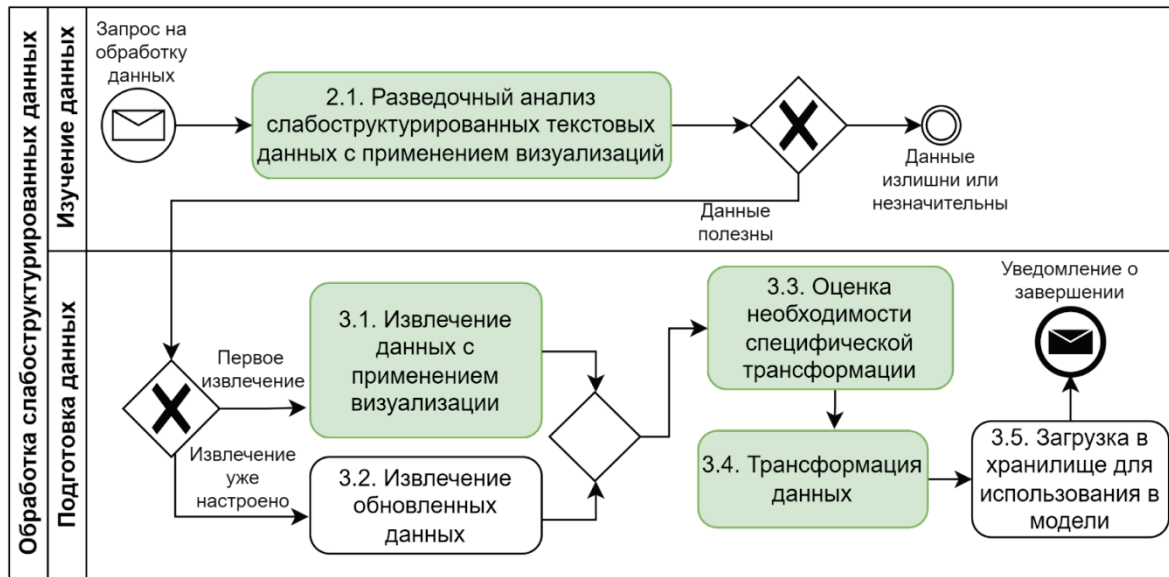 Обработка слабоструктурированных данных
Изучение данных
Запрос на
обработку
данных
2.1. Разведочный анализ
слабоструктурированных текстовых
данных с применением визуализаций
Данные
излишни или
незначительны
Данные
полезны
Подготовка данных
Первое
извлечение
Извлечение
уже
настроено
3.1. Извлечение
данных с
применением
визуализации
3.2. Извлечение
обновленных
данных
3.3. Оценка
необходимости
специфической
трансформации
3.4. Трансформация
данных
Уведомление о
завершении
3.5. Загрузка в
хранилище для
использования в
модели